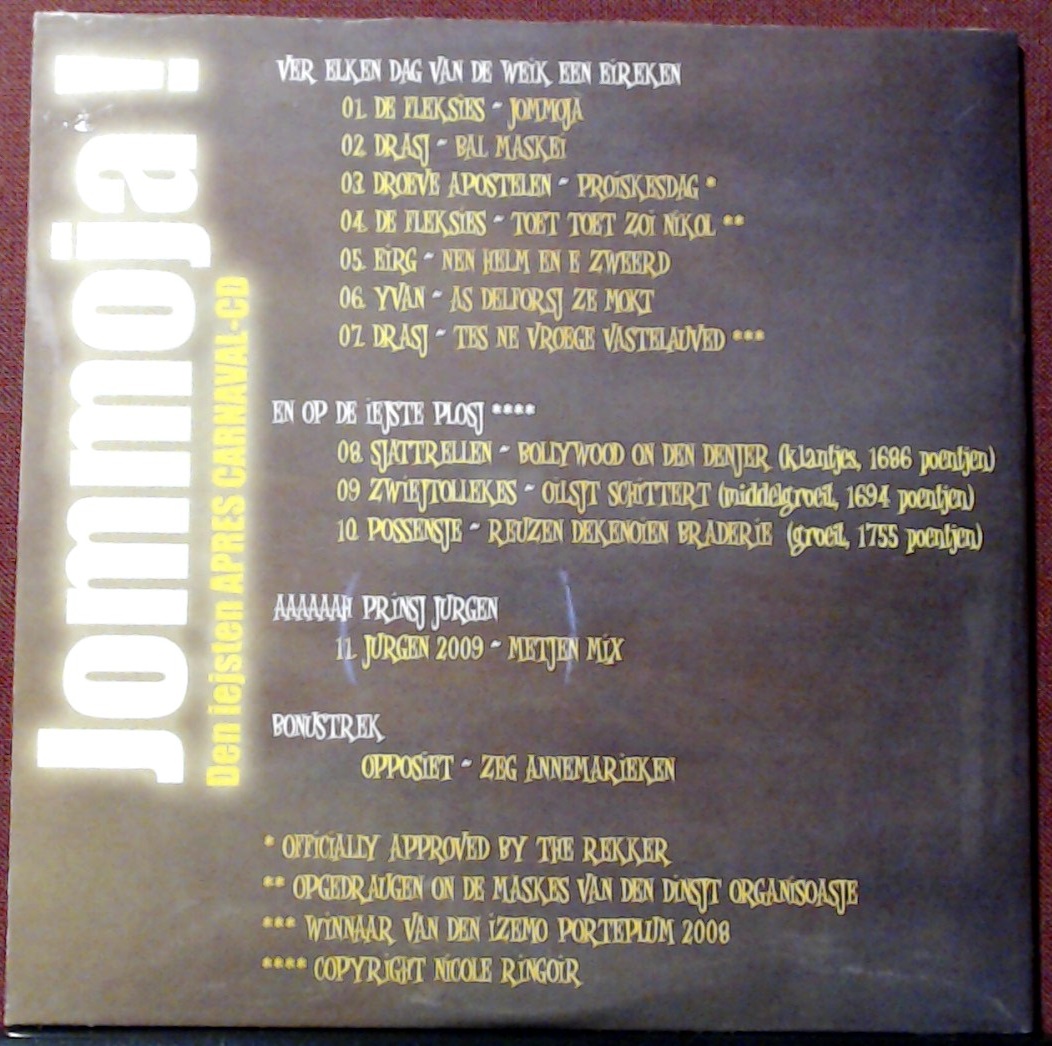 Jommoja!
Den iejsten APRES CARNAVAL-CD
VER ELKEN DAG VAN DE WEIK EEN EIREKEN
01. DE FLEKSIES - JOMMOJA
02. DRASJ - BAL MASKEI
03. DROEVE APOSTELEN - PROISKESDAG *
04. DE FLEKSIES - TOET TOET ZOI NIKOL **
05. EIRG - NEN HELM EN E ZWEERD
06. YVAN - AS DELFORSJ ZE MOKT
07. DRASJ - TES NE VROEGE VASTELAUVED ***
EN OP DE IEJSTE PLOSJ ****
08. SJATTRELLEN - BOLLYWOOD ON DEN DENJER (klantjes, 1686 poentjen)
09 ZWIEJTOLLEKES - OILSJT SCHITTERT (middelgroeit, 1694 poentjen)
10. POSSENSJE - REUZEN DEKENOIEN BRADERIE (groeit, 1755 poentjen)
AAAAAAH PRINSJ JURGEN
11. JURGEN 2009 - METJEN MIX
BONUSTREK
OPPOSIET - ZEG ANNEMARIEKEN
* OFFICIALLY APPROVED BY THE REKKER
** OPGEDRAUGEN ON DE MASKES VAN DEN DINSJT ORGANISOASJE
*** WINNAAR VAN DEN IZEMO PORTEPLUM 2008
**** COPYRIGHT NICOLE RINGOIR